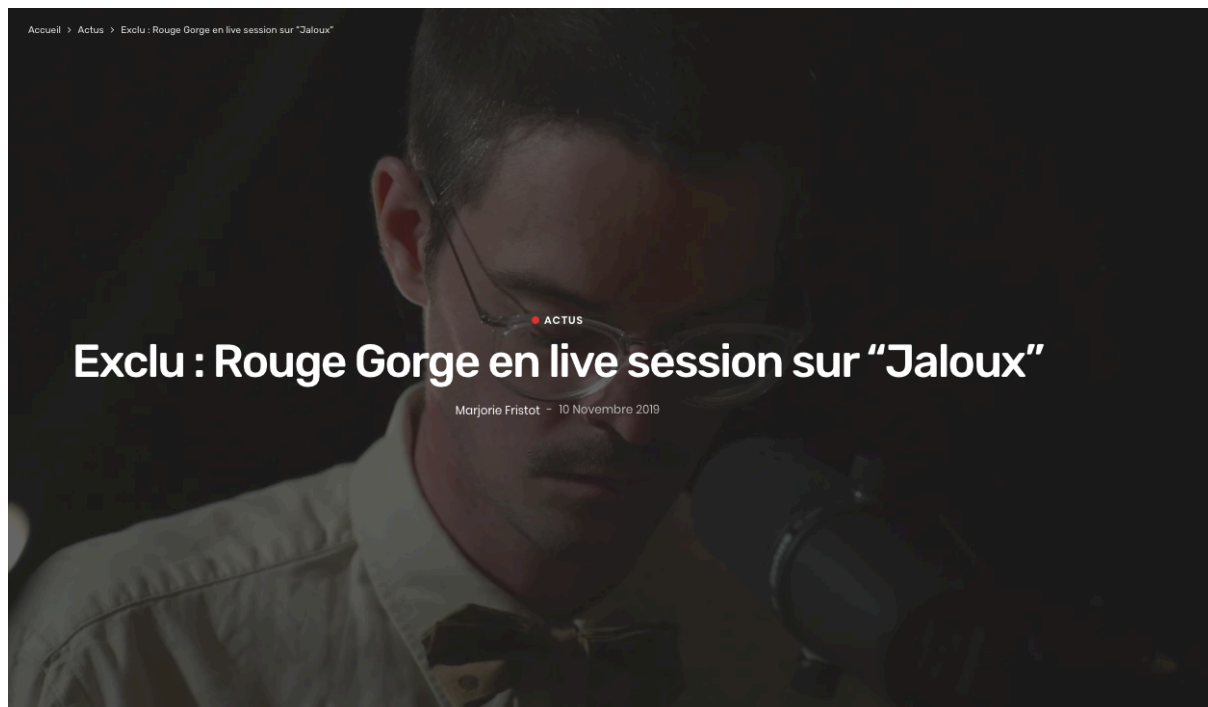 Accueil > Actus > Exclu : Rouge Gorge en live session sur “Jaloux”
ACTUS
Exclu : Rouge Gorge en live session sur “Jaloux”
Marjorie Fristot - 10 Novembre 2019